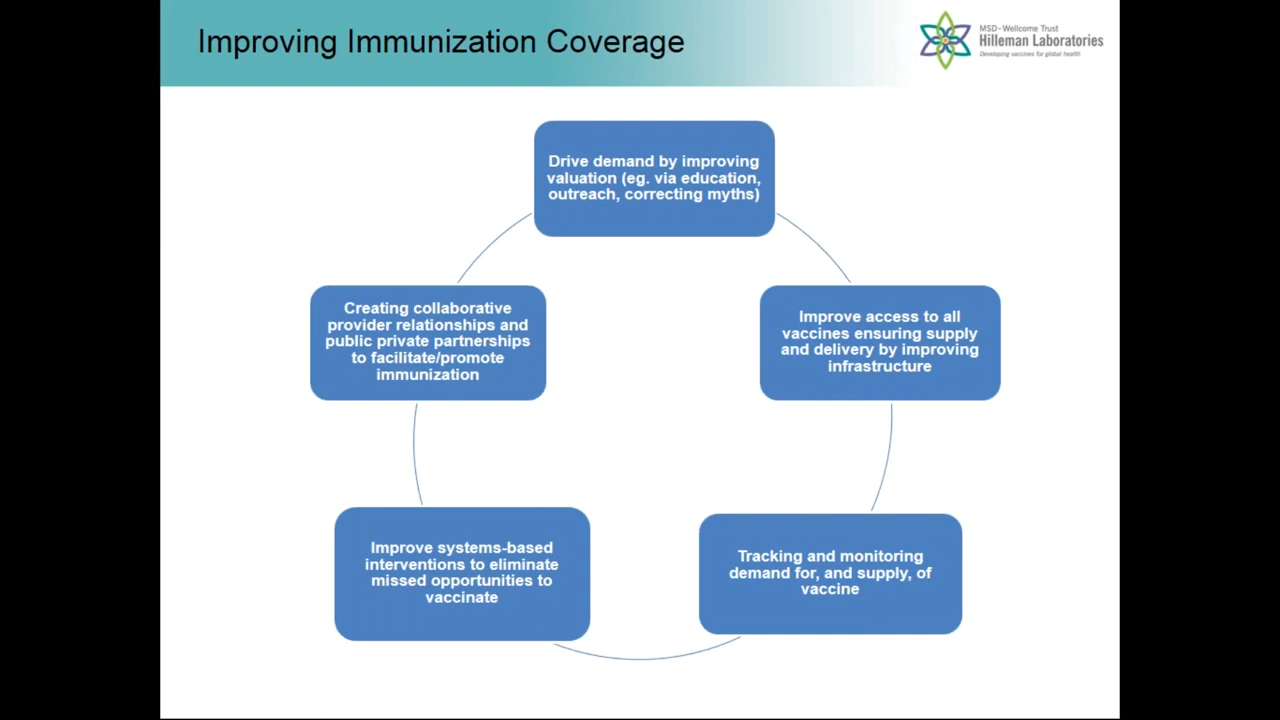 Improving Immunization Coverage
MSD - Wellcome Trust
Hilleman Laboratories
Developing vaccines for global health
Drive demand by improving
valuation (eg. via education,
outreach, correcting myths)
Creating collaborative
provider relationships and
public private partnerships
to facilitate/promote
immunization
Improve access to all
vaccines ensuring supply
and delivery by improving
infrastructure
Improve systems-based
interventions to eliminate
missed opportunities to
vaccinate
Tracking and monitoring
demand for, and supply, of
vaccine